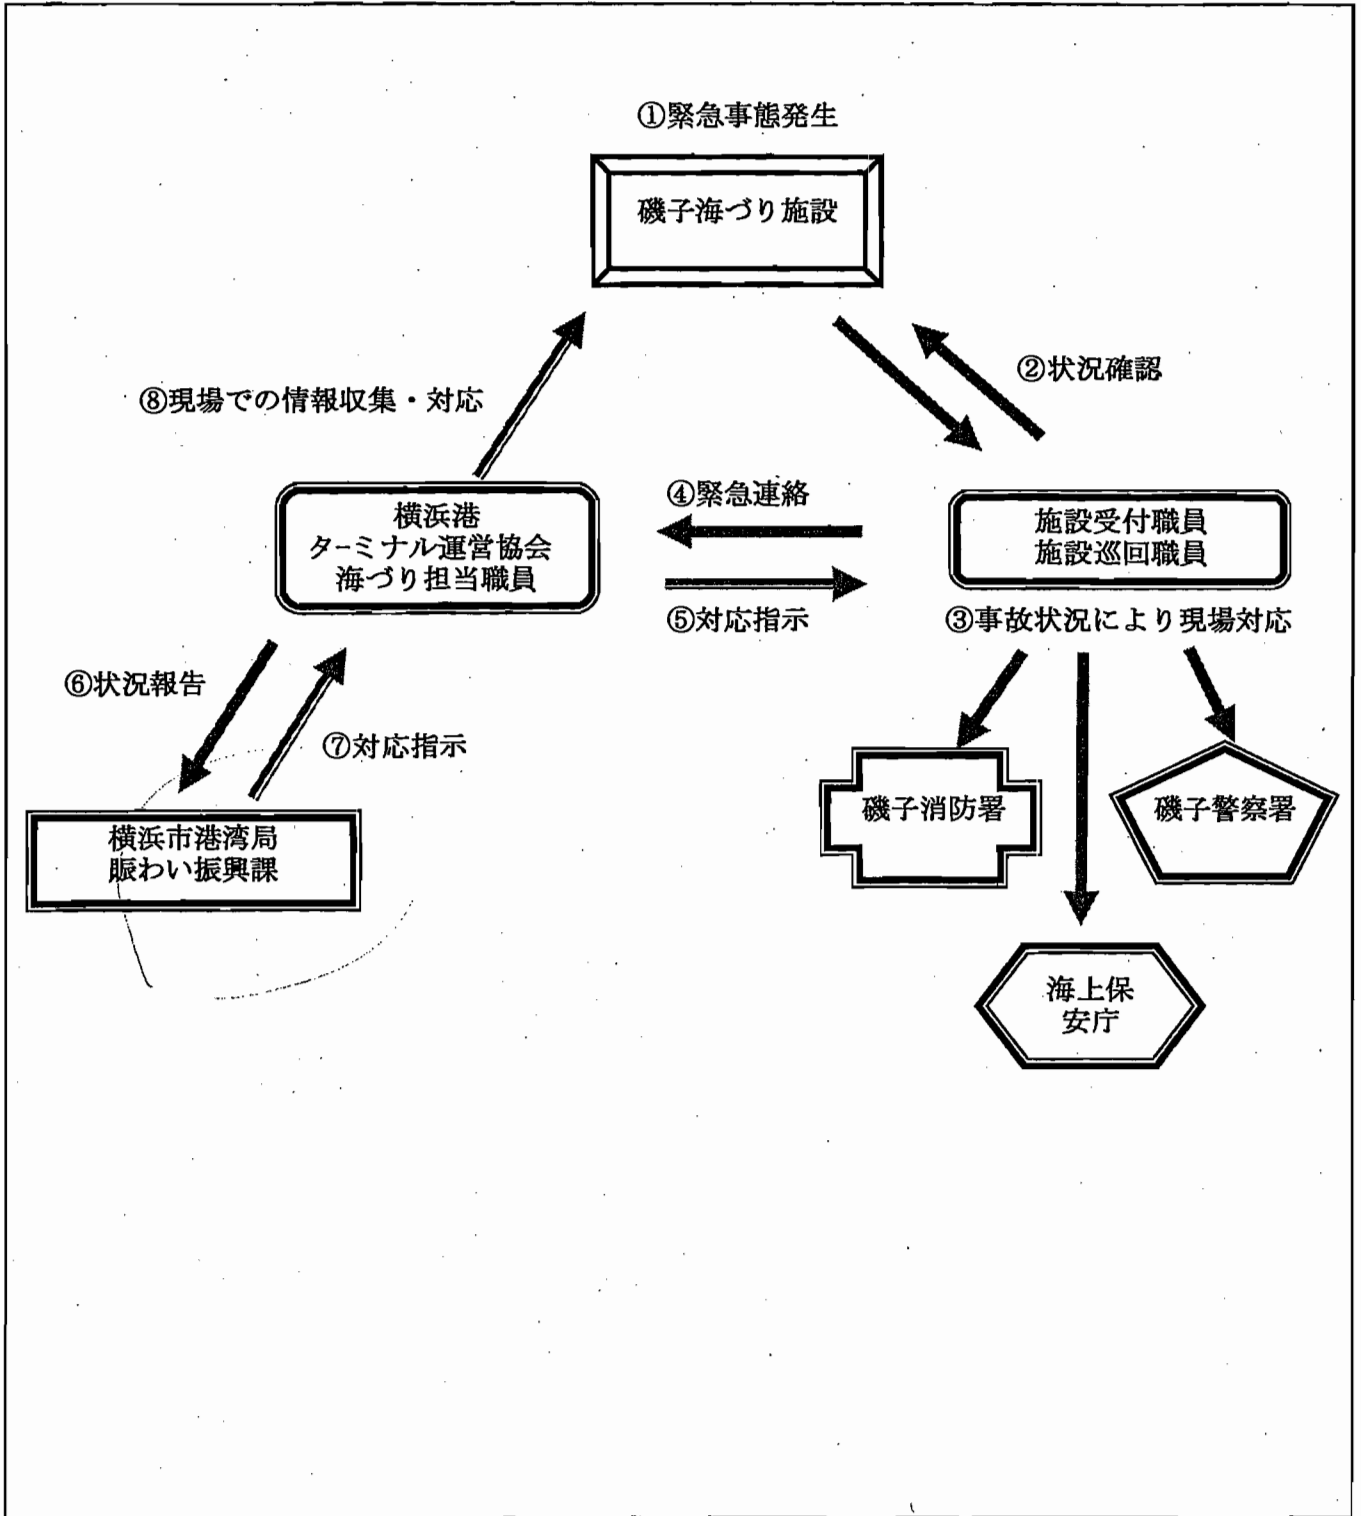 ①緊急事態発生
磯子海づり施設
②状況確認
⑧現場での情報収集・対応
④緊急連絡
横浜港
ターミナル運営協会
海づり担当職員
施設受付職員
施設巡回職員
⑤対応指示
③事故状況により現場対応
⑥状況報告
⑦対応指示
磯子消防署
磯子警察署
横浜市港湾局
賑わい振興課
海上保
安庁